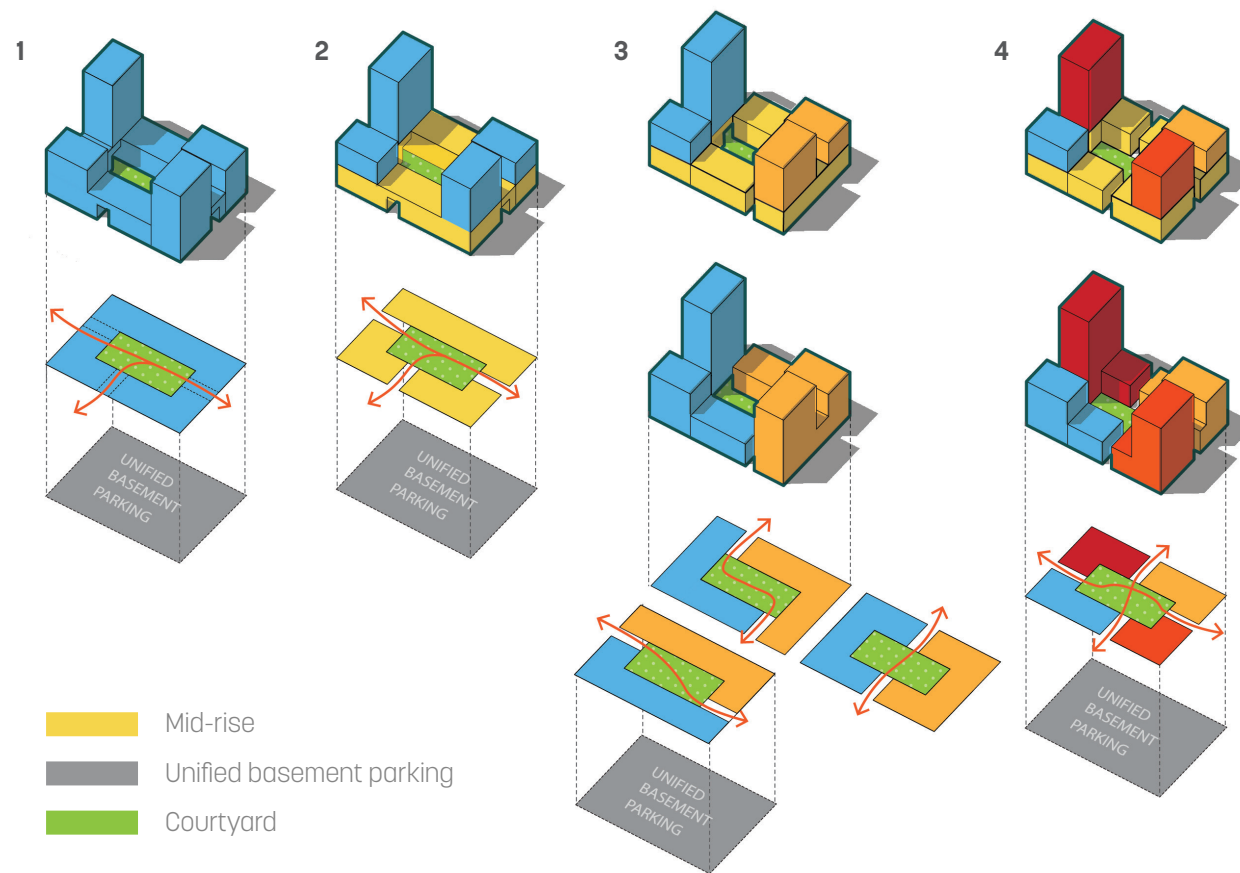 1
2
3
4
UNIFIED
BASEMENT
PARKING
UNIFIED
BASEMENT
PARKING
UNIFIED
BASEMENT
PARKING
UNIFIED
BASEMENT
PARKING
Mid-rise
Unified basement parking
Courtyard